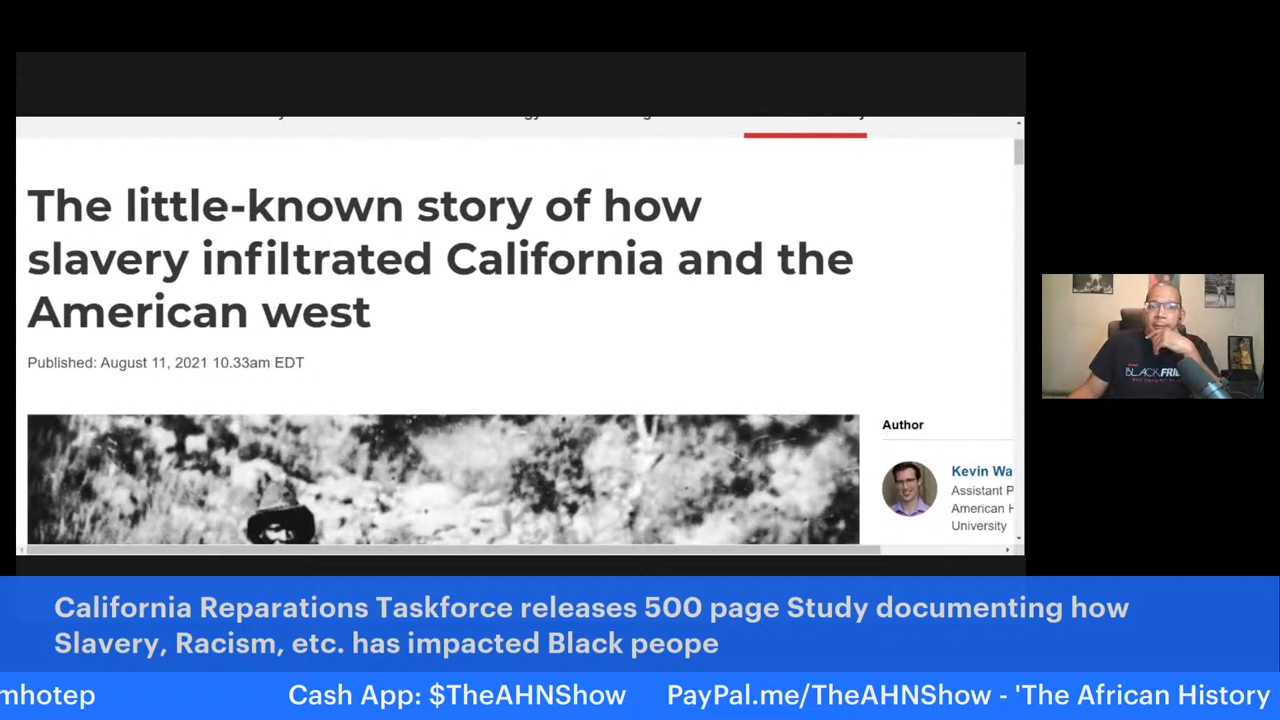 The little-known story of how
slavery infiltrated California and the
American west
Published: August 11, 2021 10.33am EDT
Author
Kevin Wa
Assistant P
American H
University
BLACK FRI
California Reparations Taskforce releases 500 page Study documenting how
Slavery, Racism, etc. has impacted Black peope
mhotep Cash App: $TheAHNShow PayPal.me/TheAHNShow - 'The African History